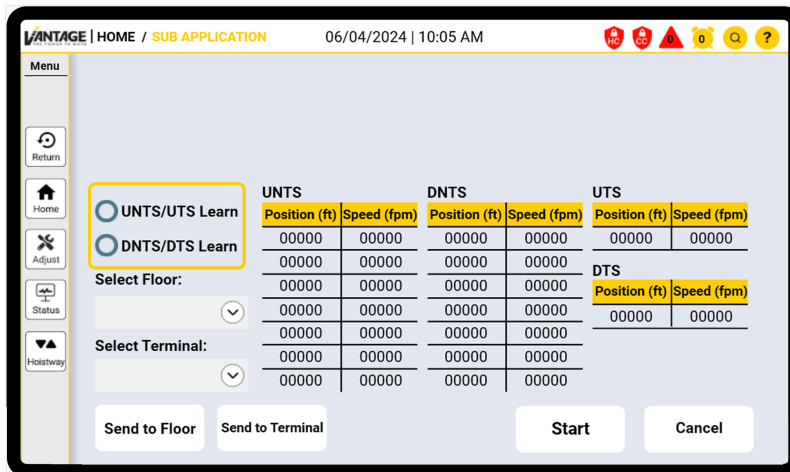 VANTAGE | HOME / SUB APPLICATION 06/04/2024 | 10:05 AM HC CC 0 0 ?
THE POWER TO MOVE
Menu
Return
Home
Adjust
Status
Hoistway
UNTS/UTS Learn
DNTS/DTS Learn
Select Floor:
Select Terminal:
UNTS
Position (ft) Speed (fpm)
00000 00000
00000 00000
00000 00000
00000 00000
00000 00000
00000 00000
00000 00000
DNTS
Position (ft) Speed (fpm)
00000 00000
00000 00000
00000 00000
00000 00000
00000 00000
00000 00000
00000 00000
UTS
Position (ft) Speed (fpm)
00000 00000
DTS
Position (ft) Speed (fpm)
00000 00000
Send to Floor Send to Terminal Start Cancel